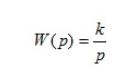 W(p) = k/p